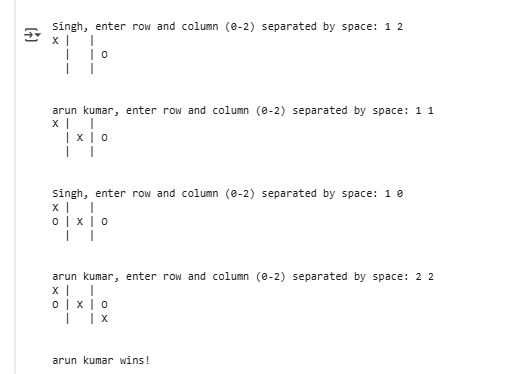 Singh, enter row and column (0-2) separated by space: 1 2
X |   |
  |   | O
  |   |
arun kumar, enter row and column (0-2) separated by space: 1 1
X |   |
  | X | O
  |   |
Singh, enter row and column (0-2) separated by space: 1 0
X |   |
O | X | O
  |   |
arun kumar, enter row and column (0-2) separated by space: 2 2
X |   |
O | X | O
  |   | X
arun kumar wins!